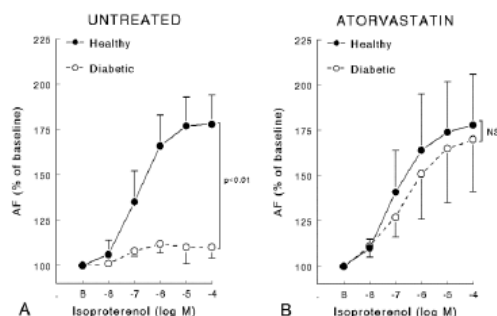 UNTREATED
225
Healthy
Diabetic
200
175
150
125
100
AF (% of baseline)
p<0.01
- 8 -8 -7 -6 -5 -4
A Isoproterenol (log M)
ATORVASTATIN
225
Healthy
Diabetic
200
175
150
125
100
AF (% of baseline)
NS
- 8 -8 -7 -6 -5 -4
B Isoproterenol (log M)